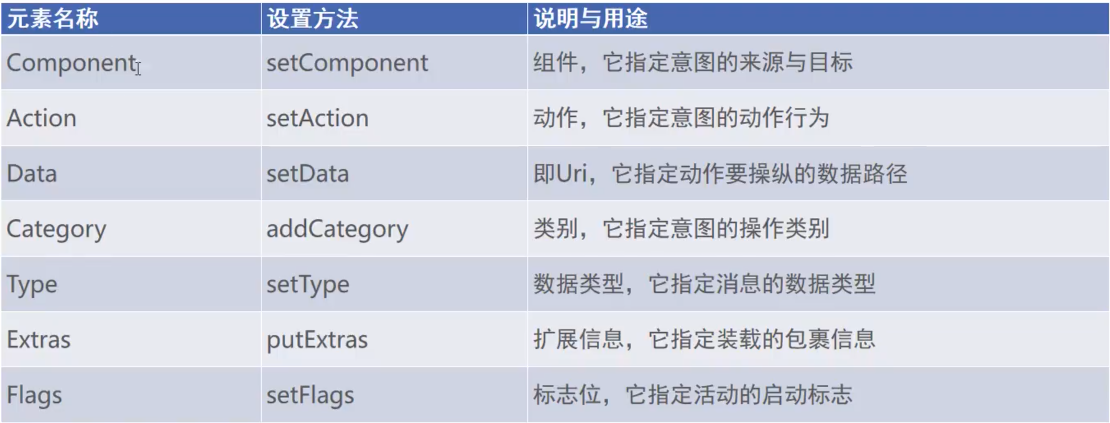 元素名称 设置方法 说明与用途
Component setComponent 组件，它指定意图的来源与目标
Action setAction 动作，它指定意图的动作行为
Data setData 即Uri，它指定动作要操纵的数据路径
Category addCategory 类别，它指定意图的操作类别
Type setType 数据类型，它指定消息的数据类型
Extras putExtras 扩展信息，它指定装载的包裹信息
Flags setFlags 标志位，它指定活动的启动标志